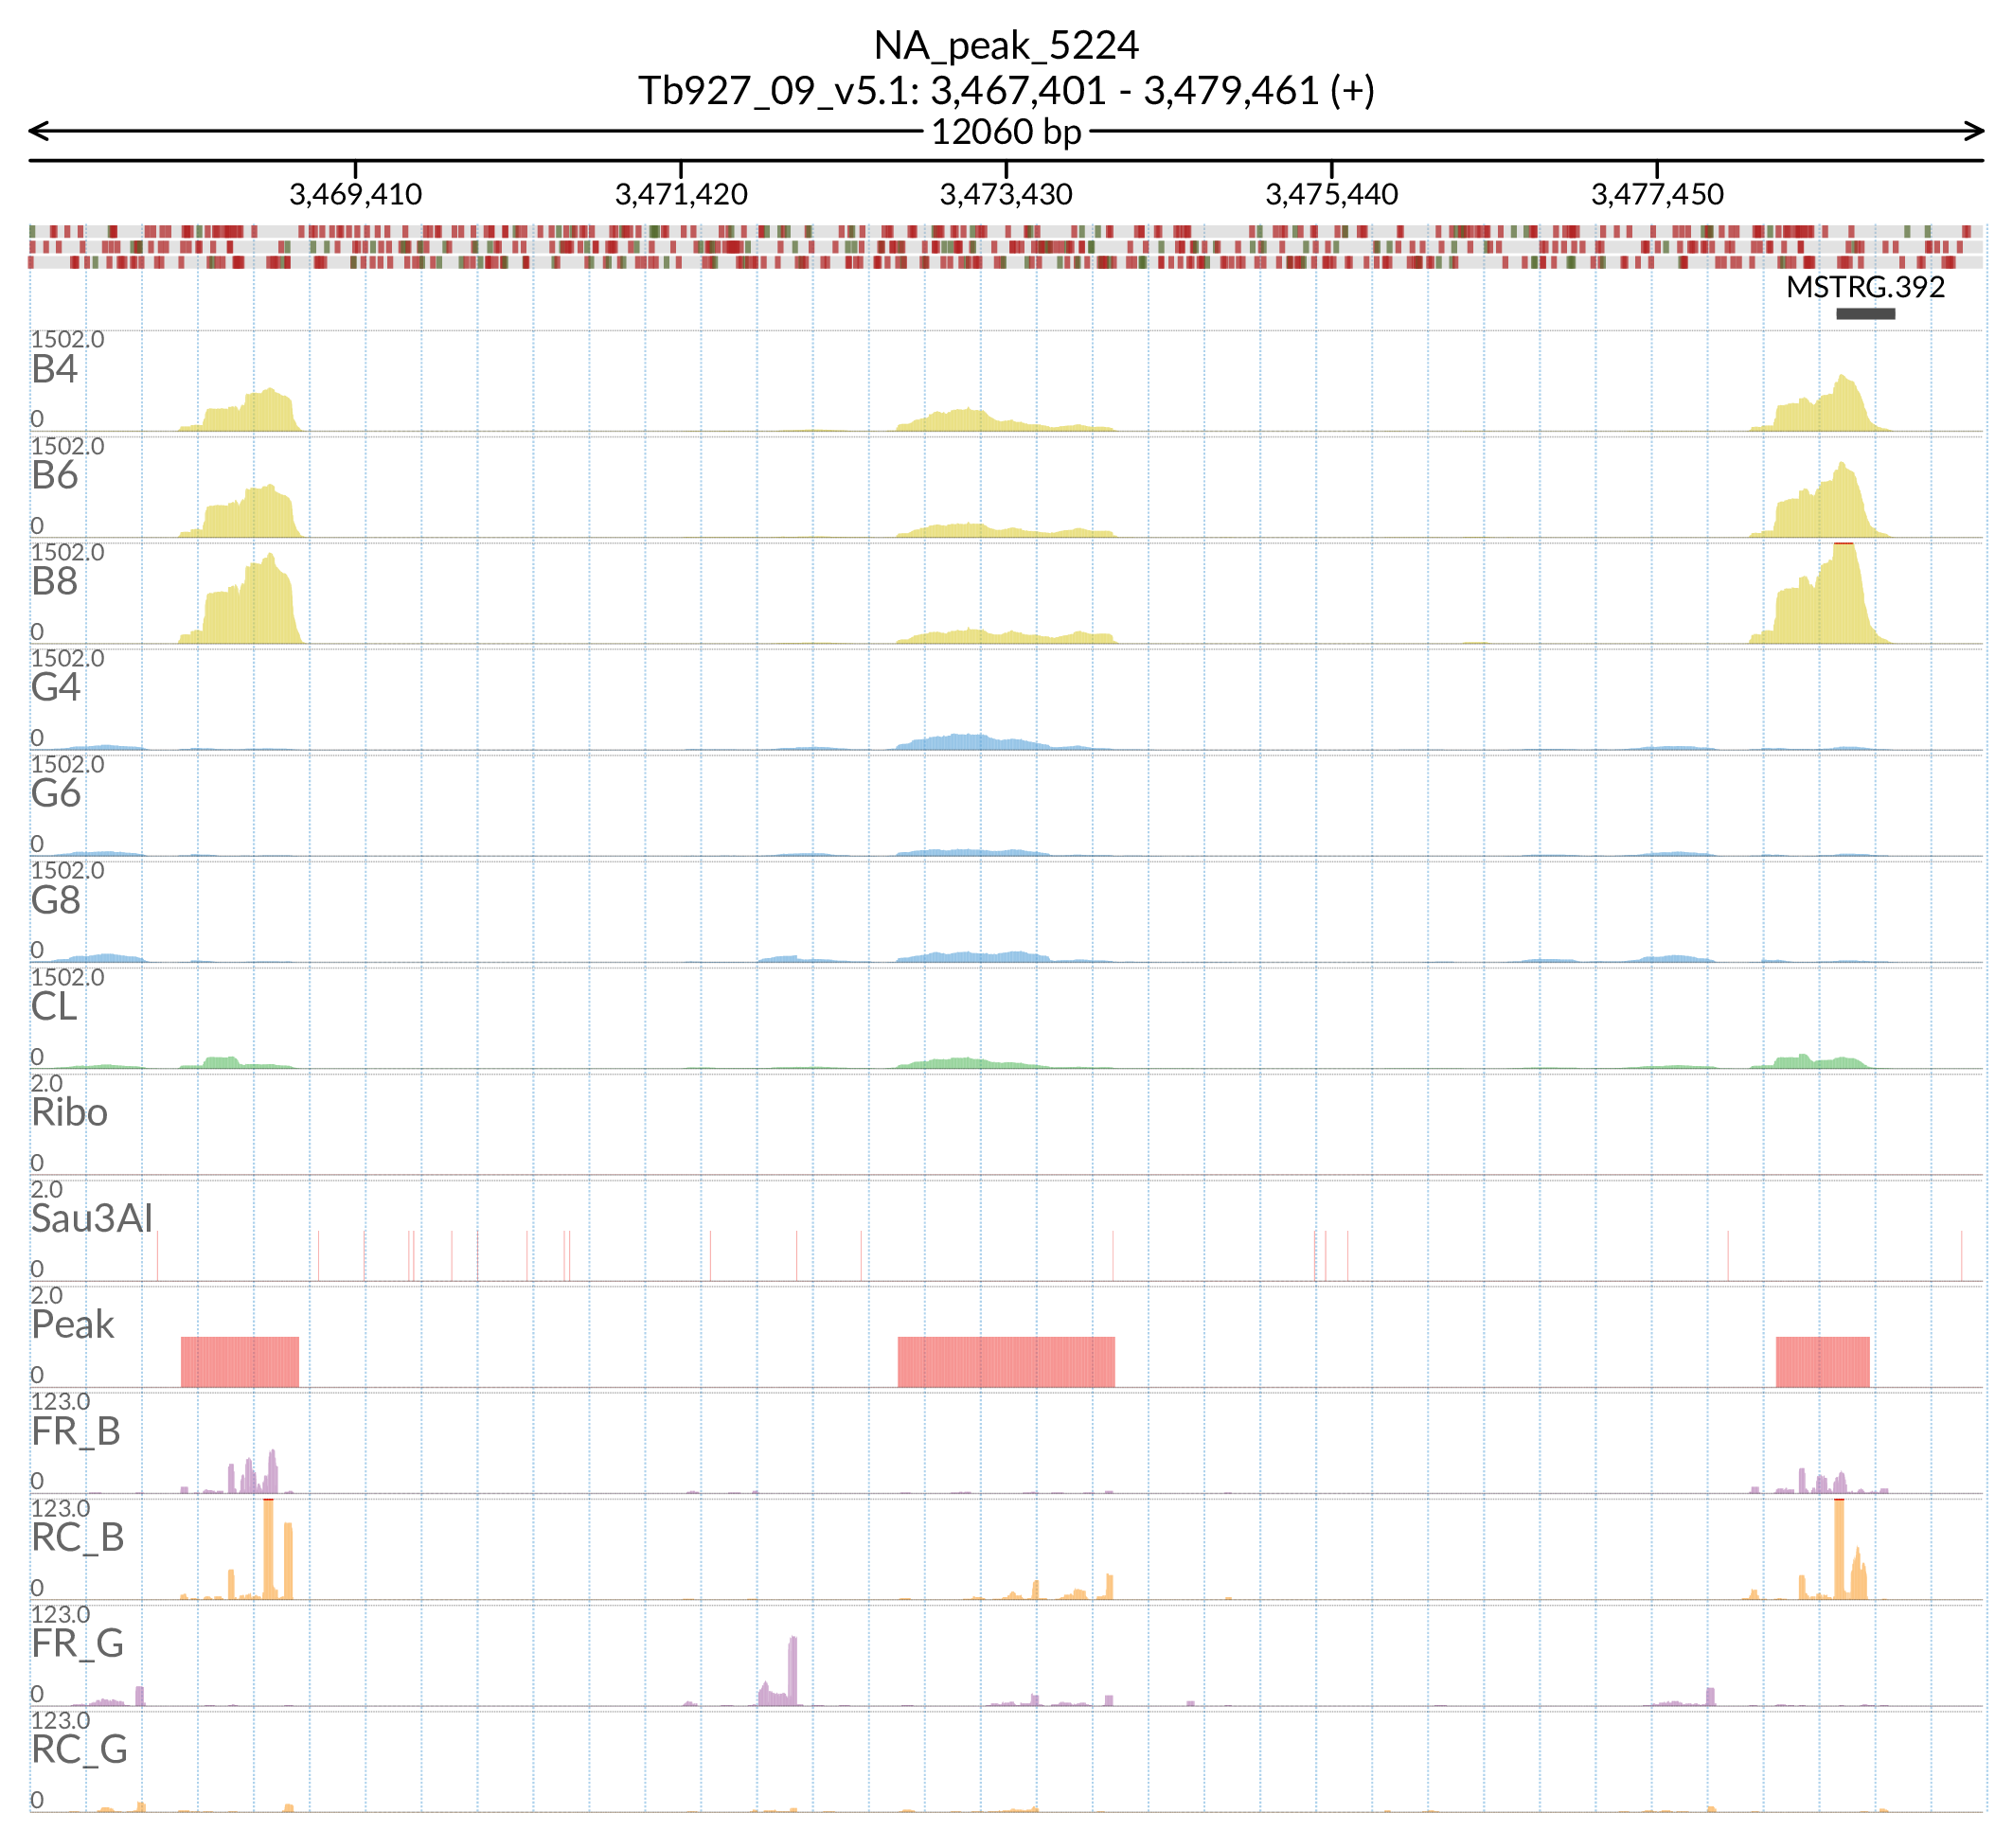 NA_peak_5224
Tb927_09_v5.1: 3,467,401 - 3,479,461 (+)
12060 bp
3,469,410 3,471,420 3,473,430 3,475,440 3,477,450
MSTRG.392
1502.0
B4
0
1502.0
B6
0
1502.0
B8
0
1502.0
G4
0
1502.0
G6
0
1502.0
G8
0
1502.0
CL
0
2.0
Ribo
0
2.0
Sau3AI
0
2.0
Peak
0
123.0
FR_B
0
123.0
RC_B
0
123.0
FR_G
0
123.0
RC_G
0